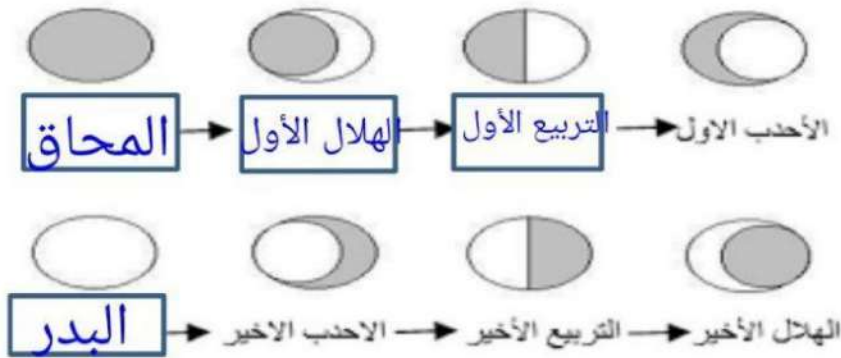 المحاق
الهلال الأول
التربيع الأول
الأحدب الاول
البدر
الاحدب الاخير
التربيع الأخير
الهلال الأخير